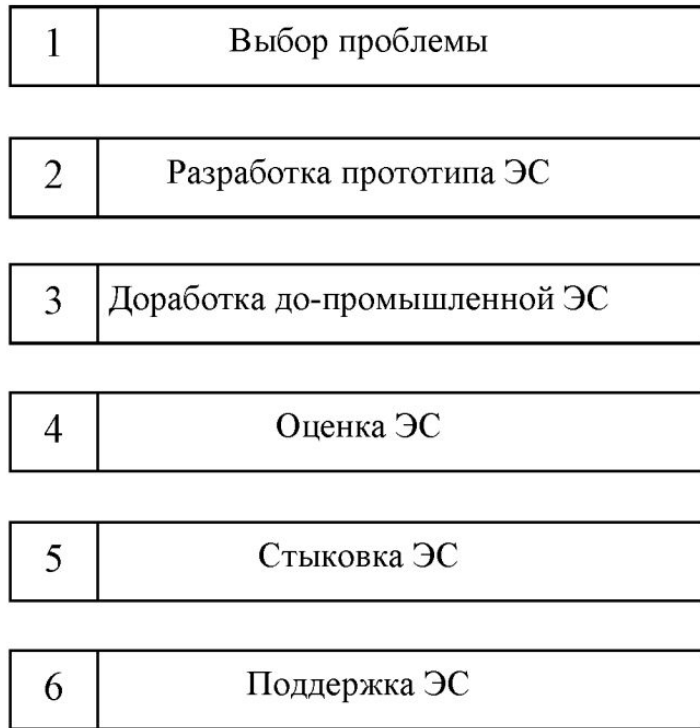 1 Выбор проблемы
2 Разработка прототипа ЭС
3 Доработка до-промышленной ЭС
4 Оценка ЭС
5 Стыковка ЭС
6 Поддержка ЭС